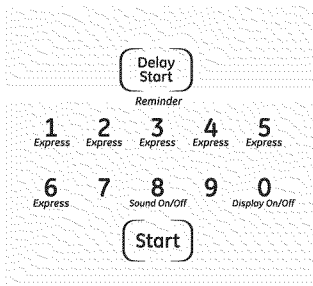 Delay
Start
Reminder
1 2 3 4 5
Express Express Express Express Express
6 7 8 9 0
Express Sound On/Off Display On/Off
Start